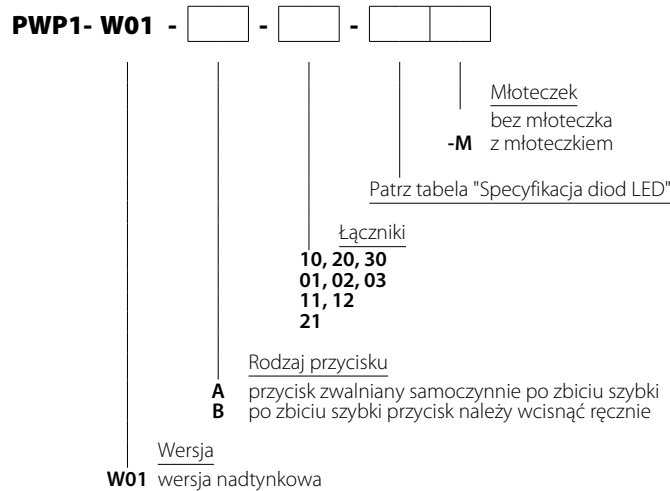 PWP1- W01 - - -
Młoteczek
bez młoteczka
-M z młoteczkiem
Patrz tabela "Specyfikacja diod LED"
Łączniki
10, 20, 30
01, 02, 03
11, 12
21
Rodzaj przycisku
A przycisk zwalniany samoczynnie po zbiciu szybki
B po zbiciu szybki przycisk należy wcisnąć ręcznie
Wersja
W01 wersja nadtynkowa